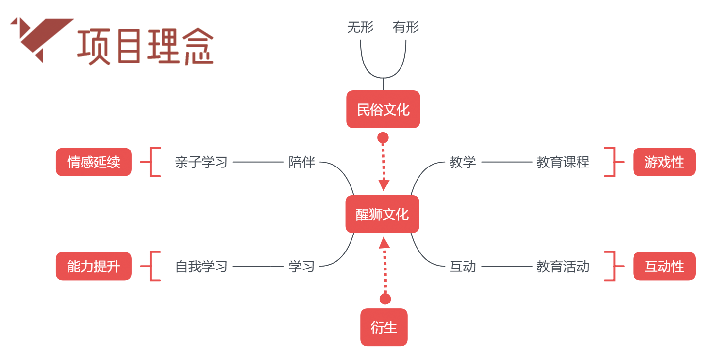 项目理念
无形
有形
民俗文化
情感延续
亲子学习
陪伴
教学
教育课程
游戏性
醒狮文化
能力提升
自我学习
学习
互动
教育活动
互动性
衍生